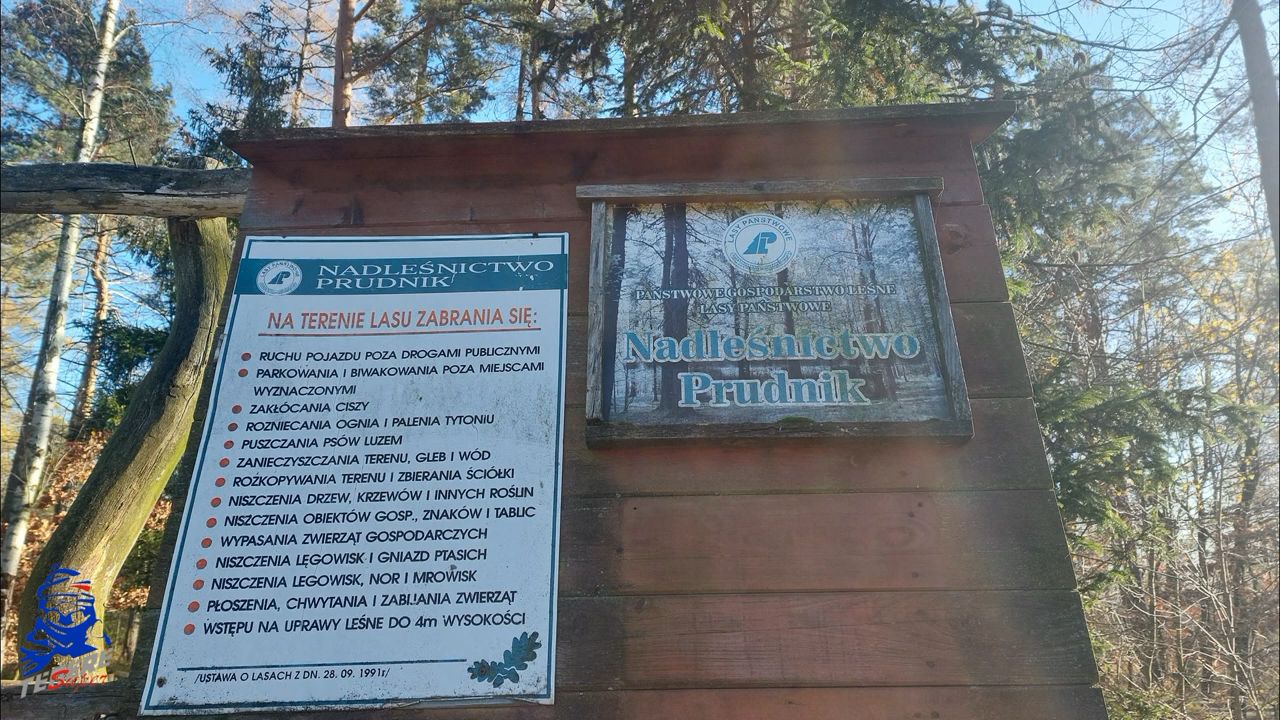 LASY PAŃSTWOWE
NADLEŚNICTWO
PRUDNIK
NA TERENIE LASU ZABRANIA SIĘ:
RUCHU POJAZDU POZA DROGAMI PUBLICZNYMI
PARKOWANIA I BIWAKOWANIA POZA MIEJSCAMI
WYZNACZONYMI
ZAKŁÓCANIA CISZY
ROZNIECANIA OGNIA I PALENIA TYTONIU
PUSZCZANIA PSÓW LUZEM
ZANIECZYSZCZANIA TERENU, GLEB I WÓD
ROZKOPYWANIA TERENU I ZBIERANIA ŚCIÓŁKI
NISZCZENIA DRZEW, KRZEWÓW I INNYCH ROŚLIN
NISZCZENIA OBIEKTÓW GOSP., ZNAKÓW I TABLIC
WYPASANIA ZWIERZĄT GOSPODARCZYCH
NISZCZENIA LĘGOWISK I GNIAZD PTASICH
NISZCZENIA LEGOWISK, NOR I MROWISK
PŁOSZENIA, CHWYTANIA I ZABIJANIA ZWIERZĄT
WSTĘPU NA UPRAWY LEŚNE DO 4m WYSOKOŚCI
/USTAWA O LASACH Z DN. 28. 09. 1991r/
LASY PAŃSTWOWE
PAŃSTWOWE GOSPODARSTWO LEŚNE
LASY PAŃSTWOWE
Nadleśnictwo
Prudnik